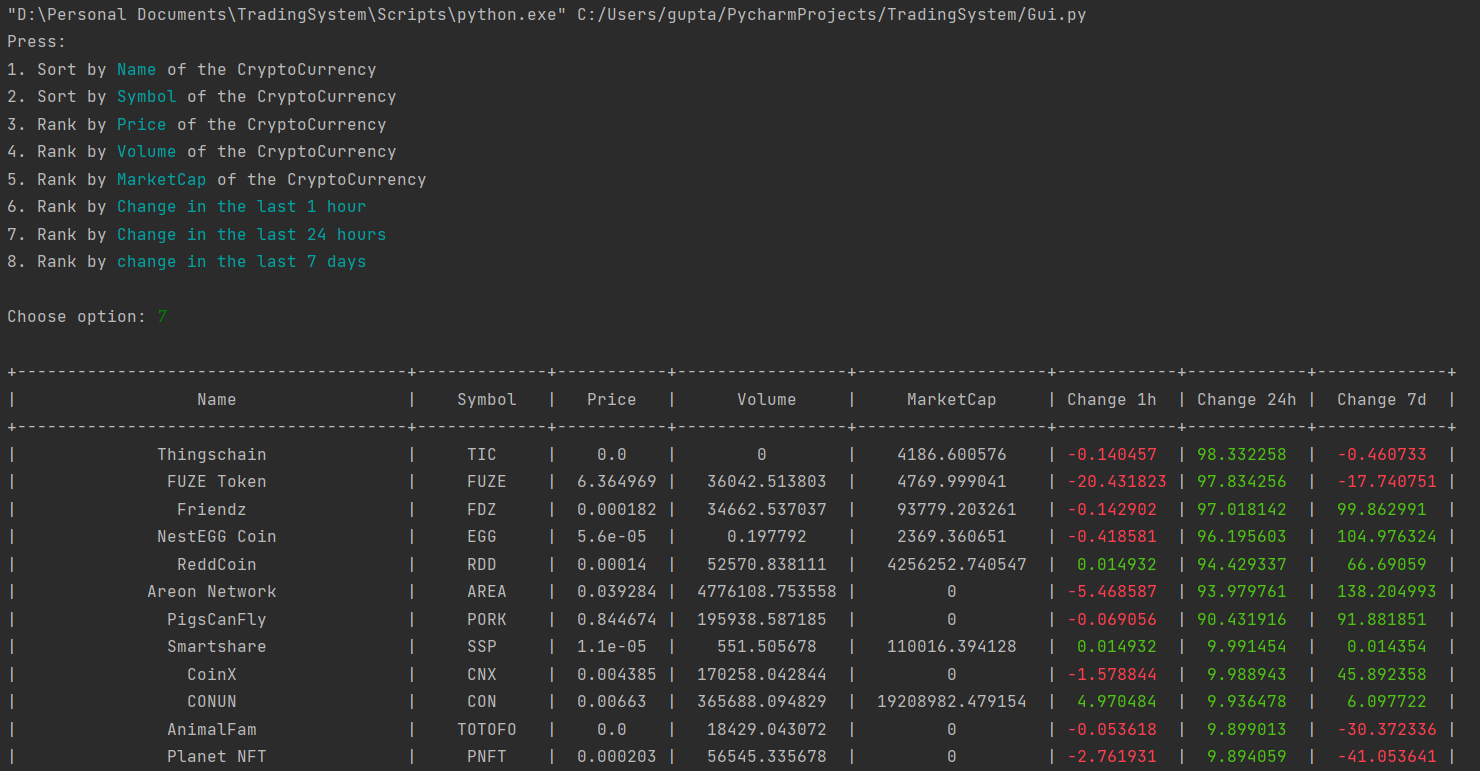 "D:\Personal Documents\TradingSystem\Scripts\python.exe" C:/Users/gupta/PycharmProjects/TradingSystem/Gui.py
Press:
1. Sort by Name of the CryptoCurrency
2. Sort by Symbol of the CryptoCurrency
3. Rank by Price of the CryptoCurrency
4. Rank by Volume of the CryptoCurrency
5. Rank by MarketCap of the CryptoCurrency
6. Rank by Change in the last 1 hour
7. Rank by Change in the last 24 hours
8. Rank by change in the last 7 days
Choose option: 7
+---------------------------------------+-------------+-----------+-----------------+-------------------+------------+------------+-------------+
| Name | Symbol | Price | Volume | MarketCap | Change 1h | Change 24h | Change 7d |
+---------------------------------------+-------------+-----------+-----------------+-------------------+------------+------------+-------------+
| Thingschain | TIC | 0.0 | 0 | 4186.600576 | -0.140457 | 98.332258 | -0.460733 |
| FUZE Token | FUZE | 6.364969 | 36042.513803 | 4769.999041 | -20.431823 | 97.834256 | -17.740751 |
| Friendz | FDZ | 0.000182 | 34662.537037 | 93779.203261 | -0.142902 | 97.018142 | 99.862991 |
| NestEGG Coin | EGG | 5.6e-05 | 0.197792 | 2369.360651 | -0.418581 | 96.195603 | 104.976324 |
| ReddCoin | RDD | 0.00014 | 52570.838111 | 4256252.740547 | 0.014932 | 94.429337 | 66.69059 |
| Areon Network | AREA | 0.039284 | 4776108.753558 | 0 | -5.468587 | 93.979761 | 138.204993 |
| PigsCanFly | PORK | 0.844674 | 195938.587185 | 0 | -0.069056 | 90.431916 | 91.881851 |
| Smartshare | SSP | 1.1e-05 | 551.505678 | 110016.394128 | 0.014932 | 9.991454 | 0.014354 |
| CoinX | CNX | 0.004385 | 170258.042844 | 0 | -1.578844 | 9.988943 | 45.892358 |
| CONUN | CON | 0.00663 | 365688.094829 | 19208982.479154 | 4.970484 | 9.936478 | 6.097722 |
| AnimalFam | TOTOFO | 0.0 | 18429.043072 | 0 | -0.053618 | 9.899013 | -30.372336 |
| Planet NFT | PNFT | 0.000203 | 56545.335678 | 0 | -2.761931 | 9.894059 | -41.053641 |